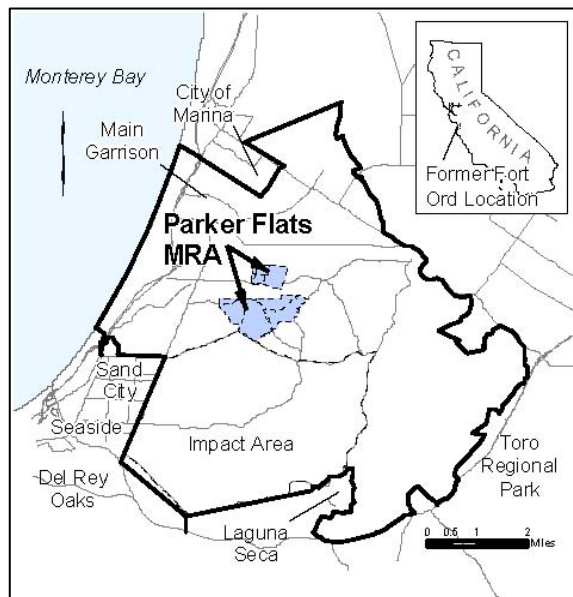 Monterey Bay
City of
Marina
Main
Garrison
CALIFORNIA
Former Fort
Ord Location
Parker Flats
MRA
Sand
City
Seaside
Impact Area
Del Rey
Oaks
Toro
Regional
Park
Laguna
Seca
0 0.5 1 2
Miles